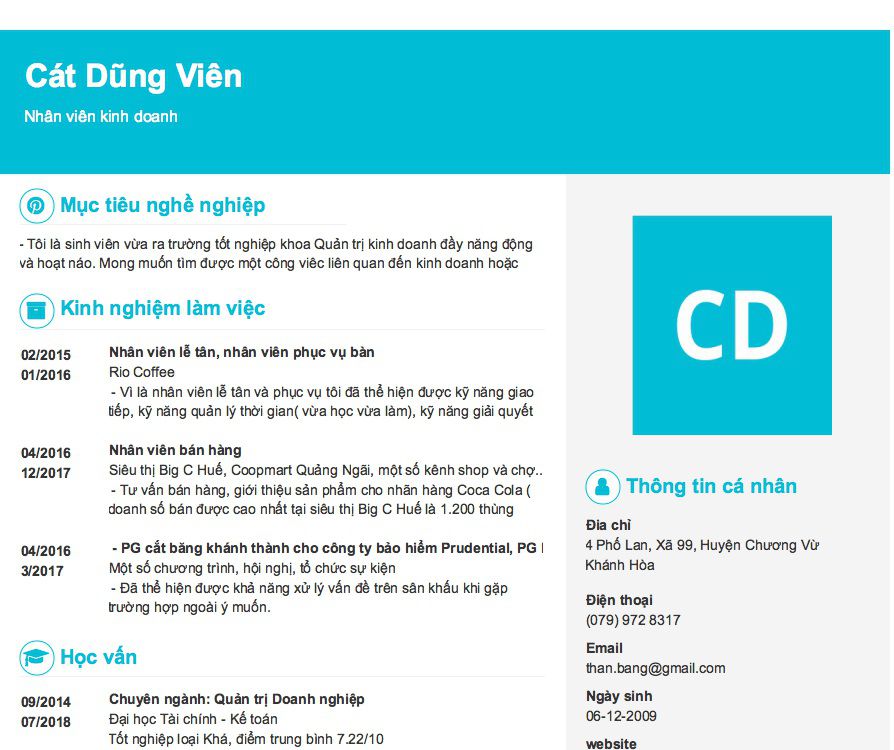 Cát Dũng Viên
Nhân viên kinh doanh
Mục tiêu nghề nghiệp
- Tôi là sinh viên vừa ra trường tốt nghiệp khoa Quản trị kinh doanh đầy năng động
và hoạt náo. Mong muốn tìm được một công viêc liên quan đến kinh doanh hoặc
Kinh nghiệm làm việc
02/2015
01/2016
Nhân viên lễ tân, nhân viên phục vụ bàn
Rio Coffee
- Vì là nhân viên lễ tân và phục vụ tôi đã thể hiện được kỹ năng giao
tiếp, kỹ năng quản lý thời gian( vừa học vừa làm), kỹ năng giải quyết
04/2016
12/2017
Nhân viên bán hàng
Siêu thị Big C Huế, Coopmart Quảng Ngãi, một số kênh shop và chợ..
- Tư vấn bán hàng, giới thiệu sản phẩm cho nhãn hàng Coca Cola (
doanh số bán được cao nhất tại siêu thị Big C Huế là 1.200 thùng
04/2016
3/2017
- PG cắt băng khánh thành cho công ty bảo hiểm Prudential, PG
Một số chương trình, hội nghị, tổ chức sự kiện
- Đã thể hiện được khả năng xử lý vấn đề trên sân khấu khi gặp
trường hợp ngoài ý muốn.
Học vấn
09/2014
07/2018
Chuyên ngành: Quản trị Doanh nghiệp
Đại học Tài chính - Kế toán
Tốt nghiệp loại Khá, điểm trung bình 7.22/10
CD
Thông tin cá nhân
Địa chỉ
4 Phố Lan, Xã 99, Huyện Chương Vừ
Khánh Hòa
Điện thoại
(079) 972 8317
Email
than.bang@gmail.com
Ngày sinh
06-12-2009
website